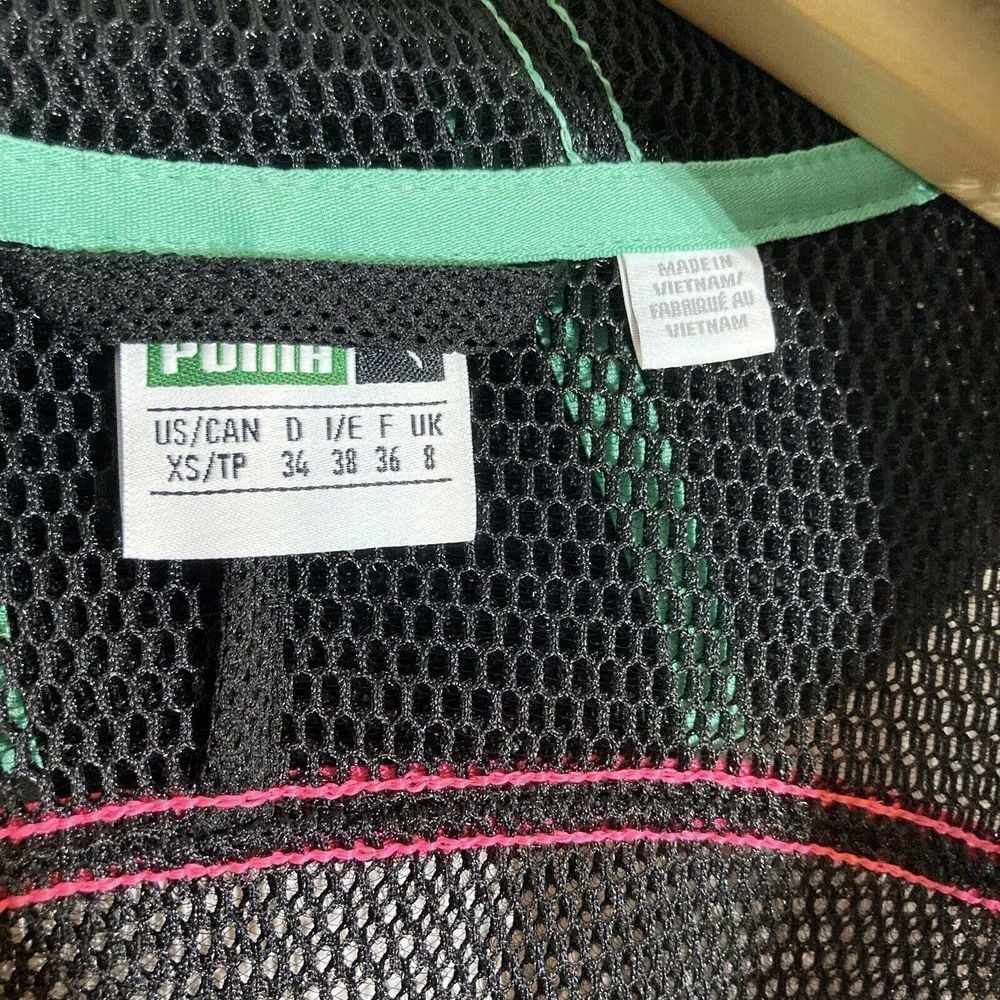 PUMA
US/CAN D I/E F UK
XS/TP 34 38 36 8
MADE IN
VIETNAM/
FABRIQUÉ AU
VIETNAM